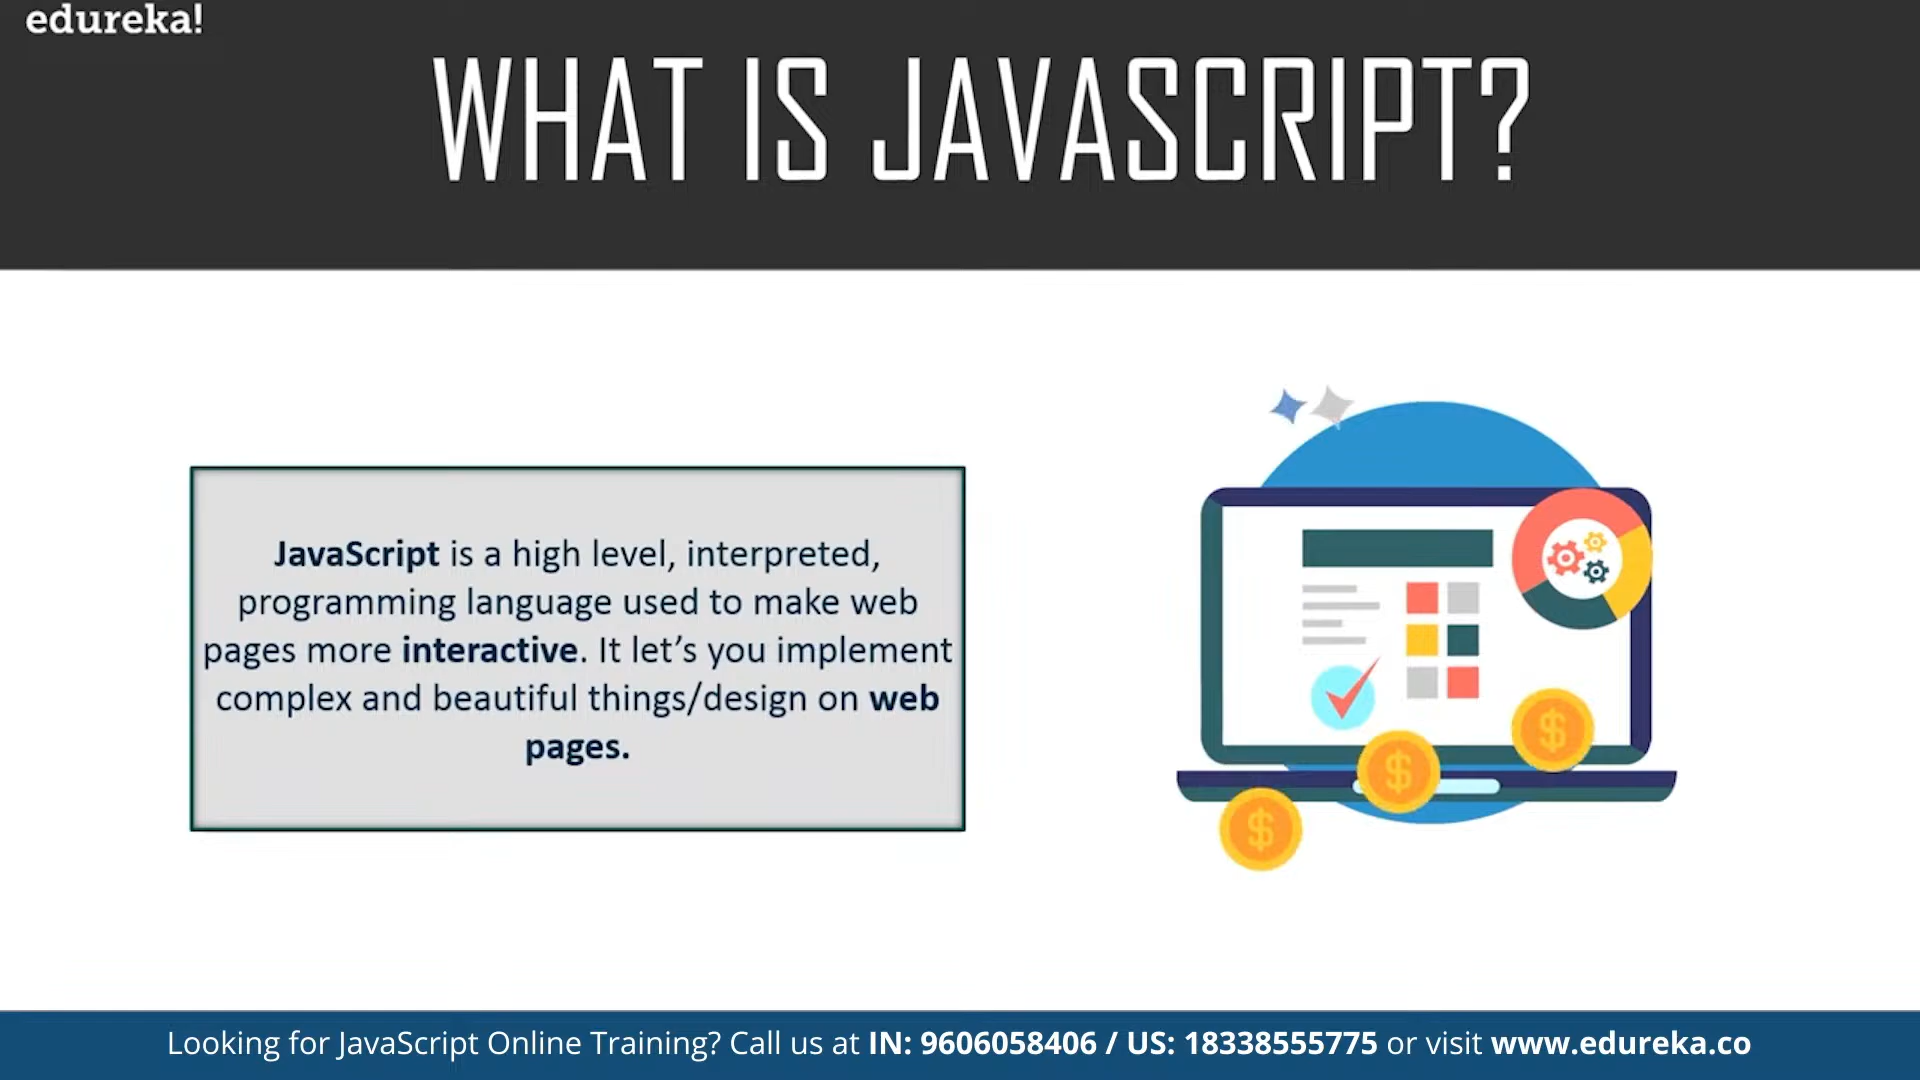 edureka!
WHAT IS JAVASCRIPT?
JavaScript is a high level, interpreted,
programming language used to make web
pages more interactive. It let’s you implement
complex and beautiful things/design on web
pages.
$
$
$
Looking for JavaScript Online Training? Call us at IN: 9606058406 / US: 18338555775 or visit www.edureka.co